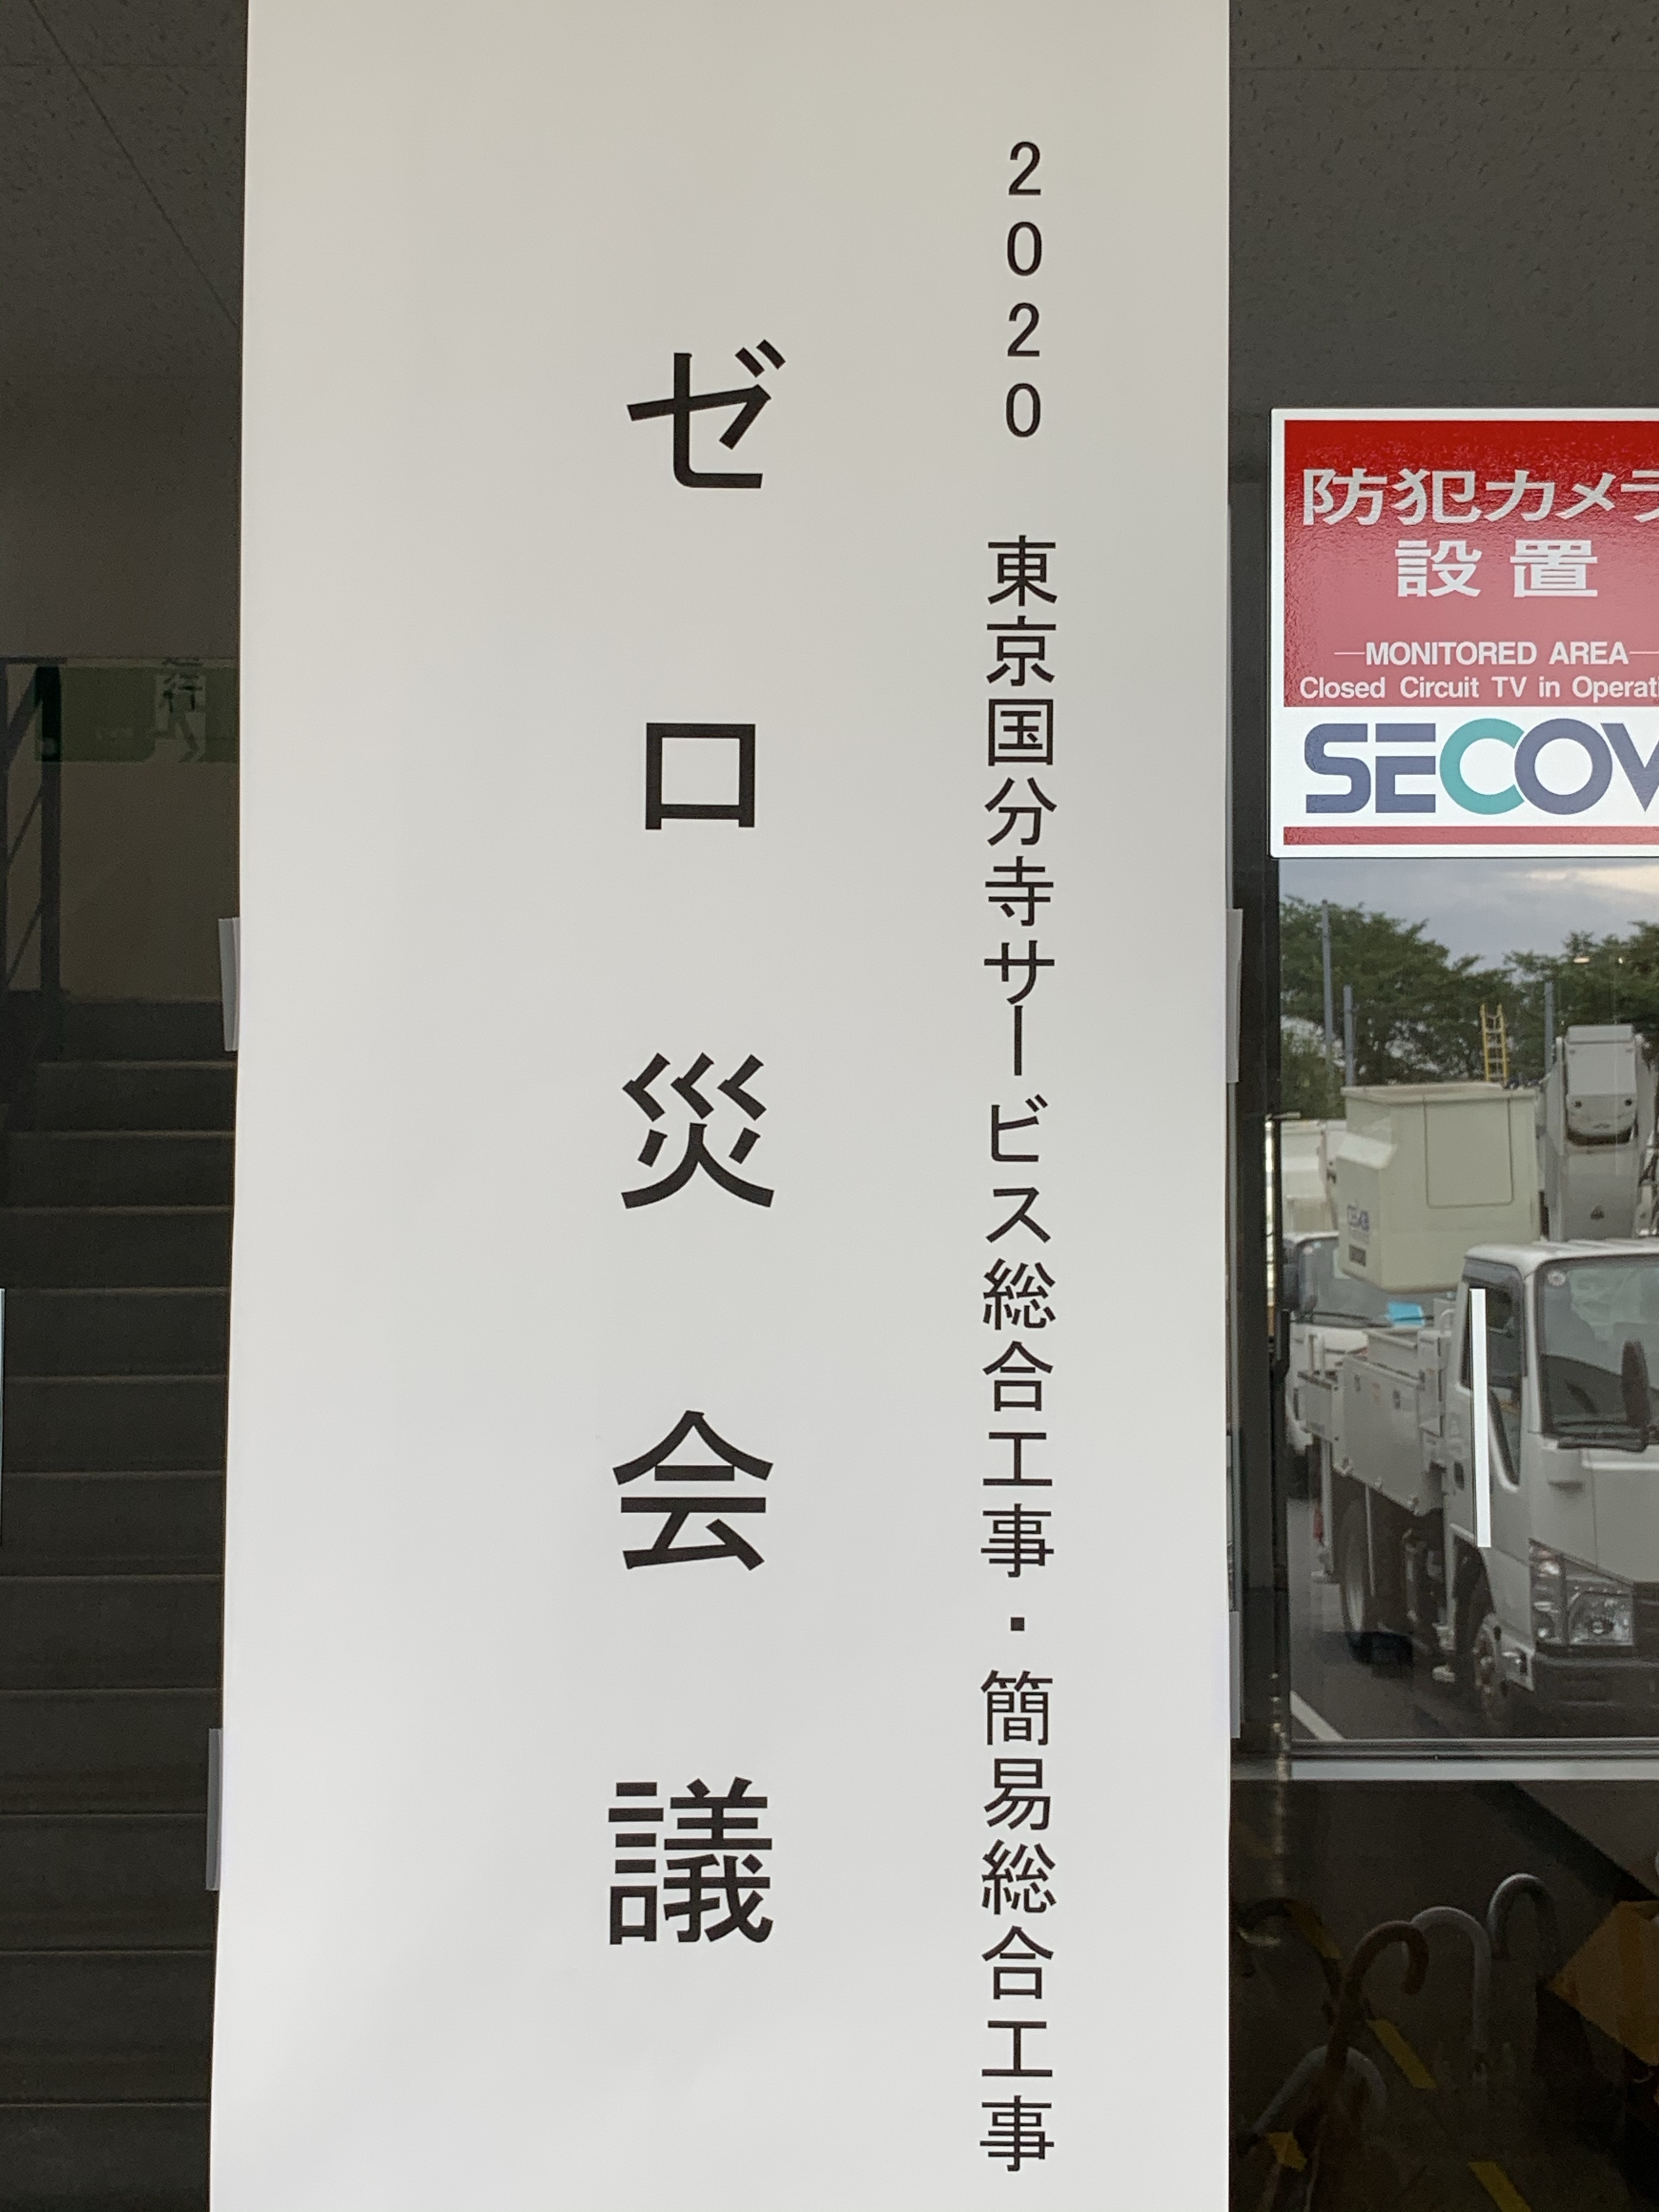 2020 東京国分寺サービス総合工事・簡易総合工事
ゼロ災会議
防犯カメラ
設置
MONITORED AREA
Closed Circuit TV in
SECOM